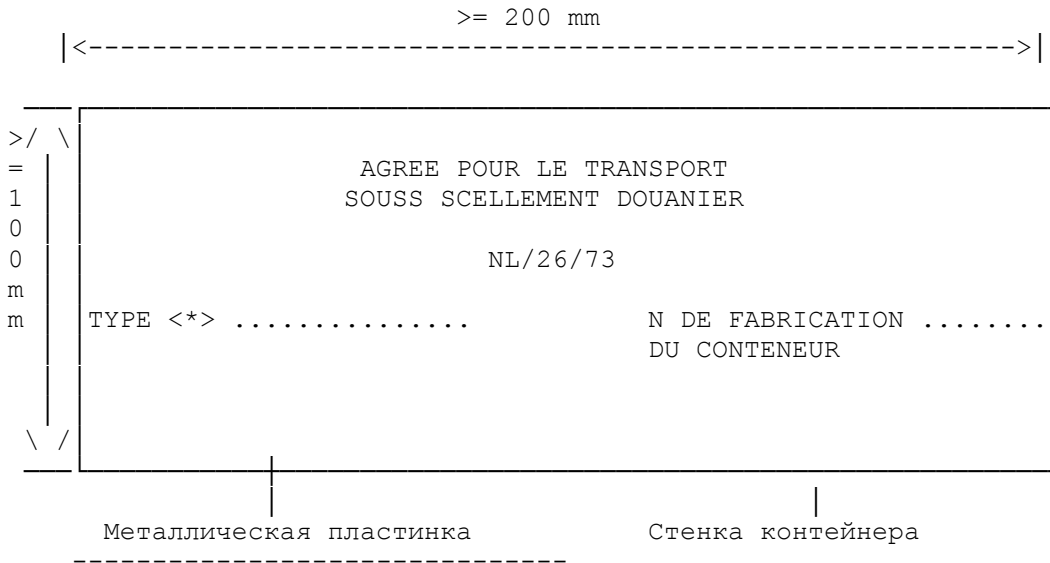 >= 200 mm
>= 100 mm
AGREE POUR LE TRANSPORT
SOUSS SCELLEMENT DOUANIER
NL/26/73
TYPE <*> ............... N DE FABRICATION ........
DU CONTENEUR
Металлическая пластинка Стенка контейнера